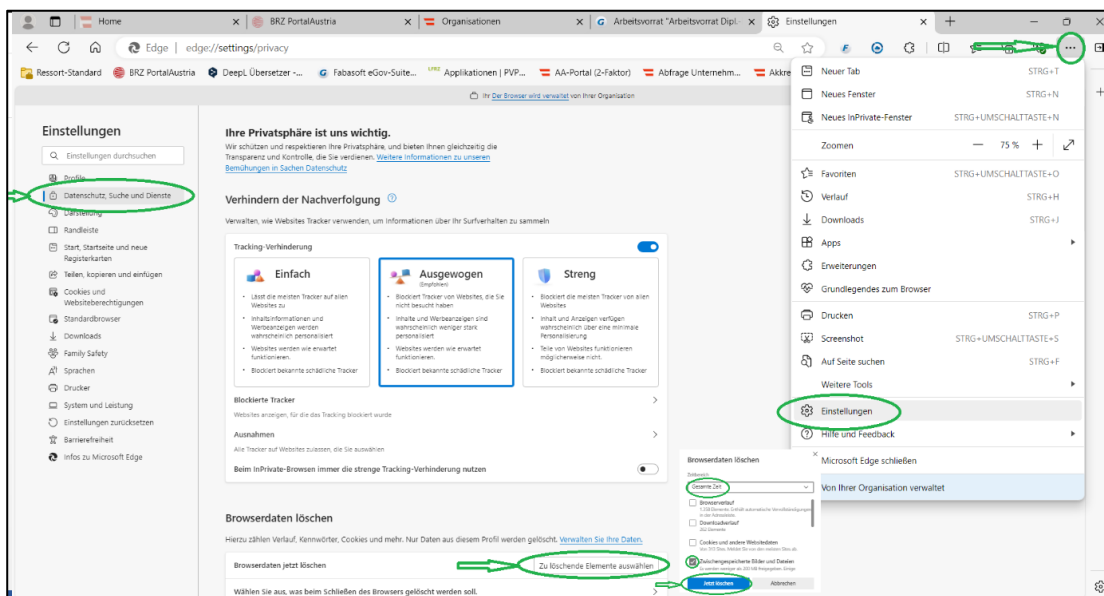 Home
BRZ PortalAustria
Organisationen
Arbeitsvorrat "Arbeitsvorrat Dipl.-
Einstellungen
Edge | edge://settings/privacy
Ressort-Standard
BRZ PortalAustria
DeepL Übersetzer -...
Fabasoft eGov-Suite...
Applikationen | PVP...
AA-Portal (2-Faktor)
Abfrage Unternehm...
Akkre
Ihr Der Browser wird verwaltet von Ihrer Organisation
Einstellungen
Einstellungen durchsuchen
Profile
Datenschutz, Suche und Dienste
Darstellung
Randleiste
Start, Startseite und neue
Registerkarten
Teilen, kopieren und einfügen
Cookies und
Websiteberechtigungen
Standardbrowser
Downloads
Family Safety
Sprachen
Drucker
System und Leistung
Einstellungen zurücksetzen
Barrierefreiheit
Infos zu Microsoft Edge
Ihre Privatsphäre ist uns wichtig.
Wir schützen und respektieren Ihre Privatsphäre, und bieten Ihnen gleichzeitig die
Transparenz und Kontrolle, die Sie verdienen. Weitere Informationen zu unseren
Bemühungen in Sachen Datenschutz
Verhindern der Nachverfolgung
Verwalten, wie Websites Tracker verwenden, um Informationen über Ihr Surfverhalten zu sammeln
Tracking-Verhinderung
Einfach
• Lässt die meisten Tracker auf allen
Websites zu
• Inhaltsinformationen und
Werbeanzeigen werden
wahrscheinlich personalisiert
• Websites werden wie erwartet
funktionieren.
• Blockiert bekannte schädliche Tracker
Ausgewogen
(Empfohlen)
• Blockiert Tracker von Websites, die Sie
nicht besucht haben
• Inhalte und Werbeanzeigen sind
wahrscheinlich weniger stark
personalisiert
• Websites werden wie erwartet
funktionieren.
• Blockiert bekannte schädliche Tracker
Streng
• Blockiert die meisten Tracker von allen
Websites
• Inhalt und Anzeigen verfügen
wahrscheinlich über eine minimale
Personalisierung
• Teile von Websites funktionieren
möglicherweise nicht.
• Blockiert bekannte schädliche Tracker
Blockierte Tracker
Websites anzeigen, für die das Tracking blockiert wurde
Ausnahmen
Alle Tracker auf Websites zulassen, die Sie auswählen
Beim InPrivate-Browsen immer die strenge Tracking-Verhinderung nutzen
Browserdaten löschen
Hierzu zählen Verlauf, Kennwörter, Cookies und mehr. Nur Daten aus diesem Profil werden gelöscht. Verwalten Sie Ihre Daten.
Browserdaten jetzt löschen
Zu löschende Elemente auswählen
Wählen Sie aus, was beim Schließen des Browsers gelöscht werden soll.
Browserdaten löschen
Zeitbereich
Gesamte Zeit
Browserverlauf
Downloadverlauf
Cookies und andere Websitedaten
Zwischengespeicherte Bilder und Dateien
Jetzt löschen
Abbrechen
Neuer Tab STRG+T
Neues Fenster STRG+N
Neues InPrivate-Fenster STRG+UMSCHALTTASTE+N
Zoomen — 75 % +
Favoriten STRG+UMSCHALTTASTE+O
Verlauf STRG+H
Downloads STRG+J
Apps
Erweiterungen
Grundlegendes zum Browser
Drucken STRG+P
Screenshot STRG+UMSCHALTTASTE+S
Auf Seite suchen STRG+F
Weitere Tools
Einstellungen
Hilfe und Feedback
Microsoft Edge schließen
Von Ihrer Organisation verwaltet